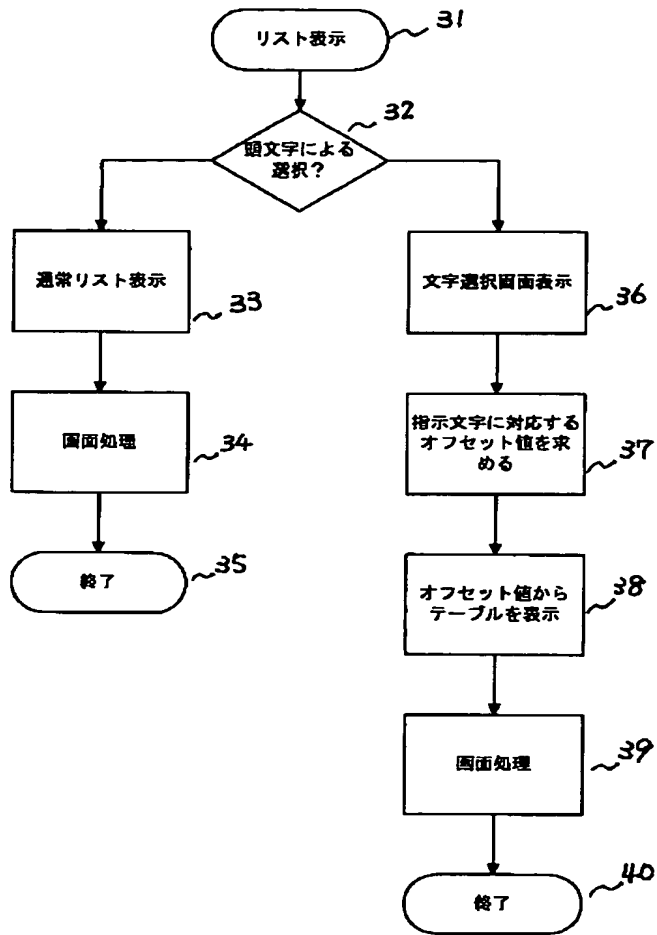 リスト表示
31
頭文字による
選択？
32
通常リスト表示
33
画面処理
34
終了
35
文字選択画面表示
36
指示文字に対応する
オフセット値を求
める
37
オフセット値から
テーブルを表示
38
画面処理
39
終了
40